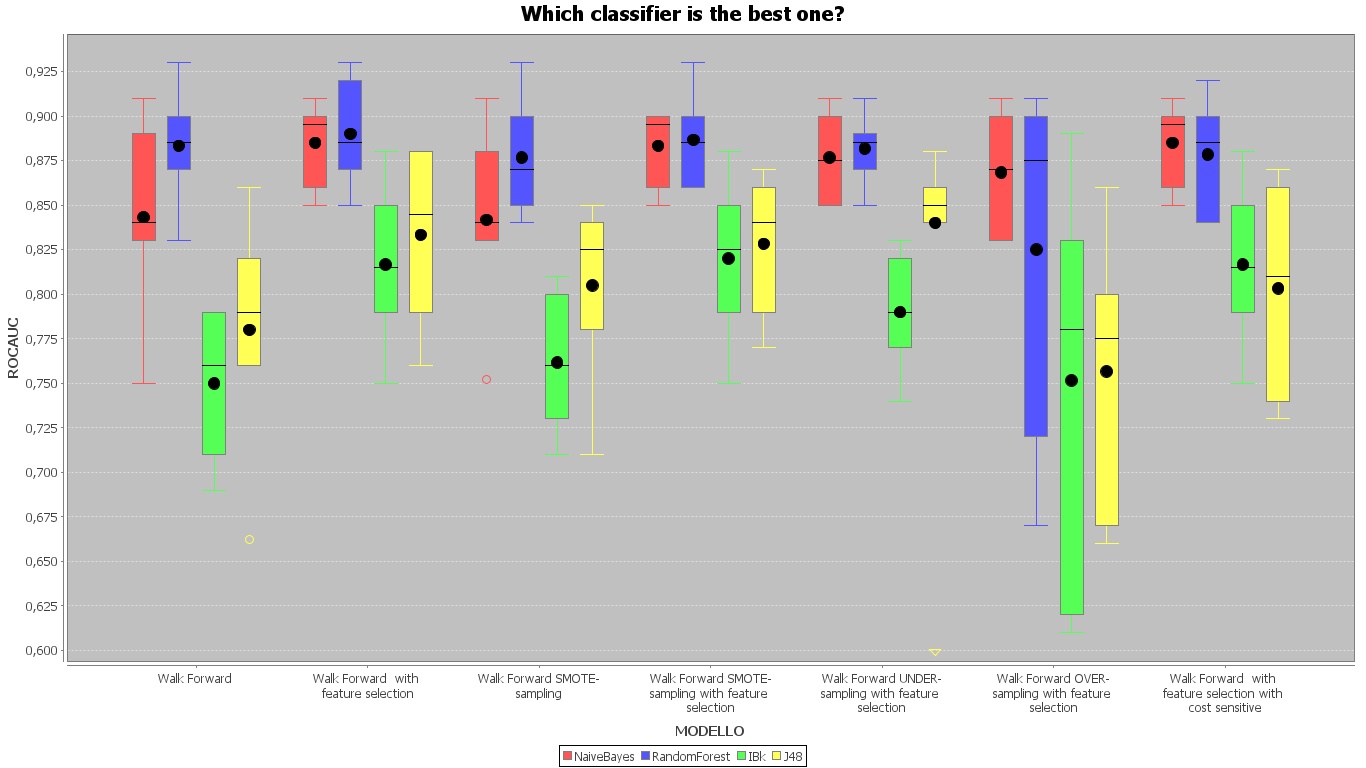 Which classifier is the best one?
0,925
0,900
0,875
0,850
0,825
0,800
0,775
0,750
0,725
0,700
0,675
0,650
0,625
0,600
ROCAUC
Walk Forward
Walk Forward with
feature selection
Walk Forward SMOTE-
sampling
Walk Forward SMOTE-
sampling with feature
selection
Walk Forward UNDER-
sampling with feature
selection
Walk Forward OVER-
sampling with feature
selection
Walk Forward with
feature selection with
cost sensitive
MODELLO
NaiveBayes RandomForest IBk J48